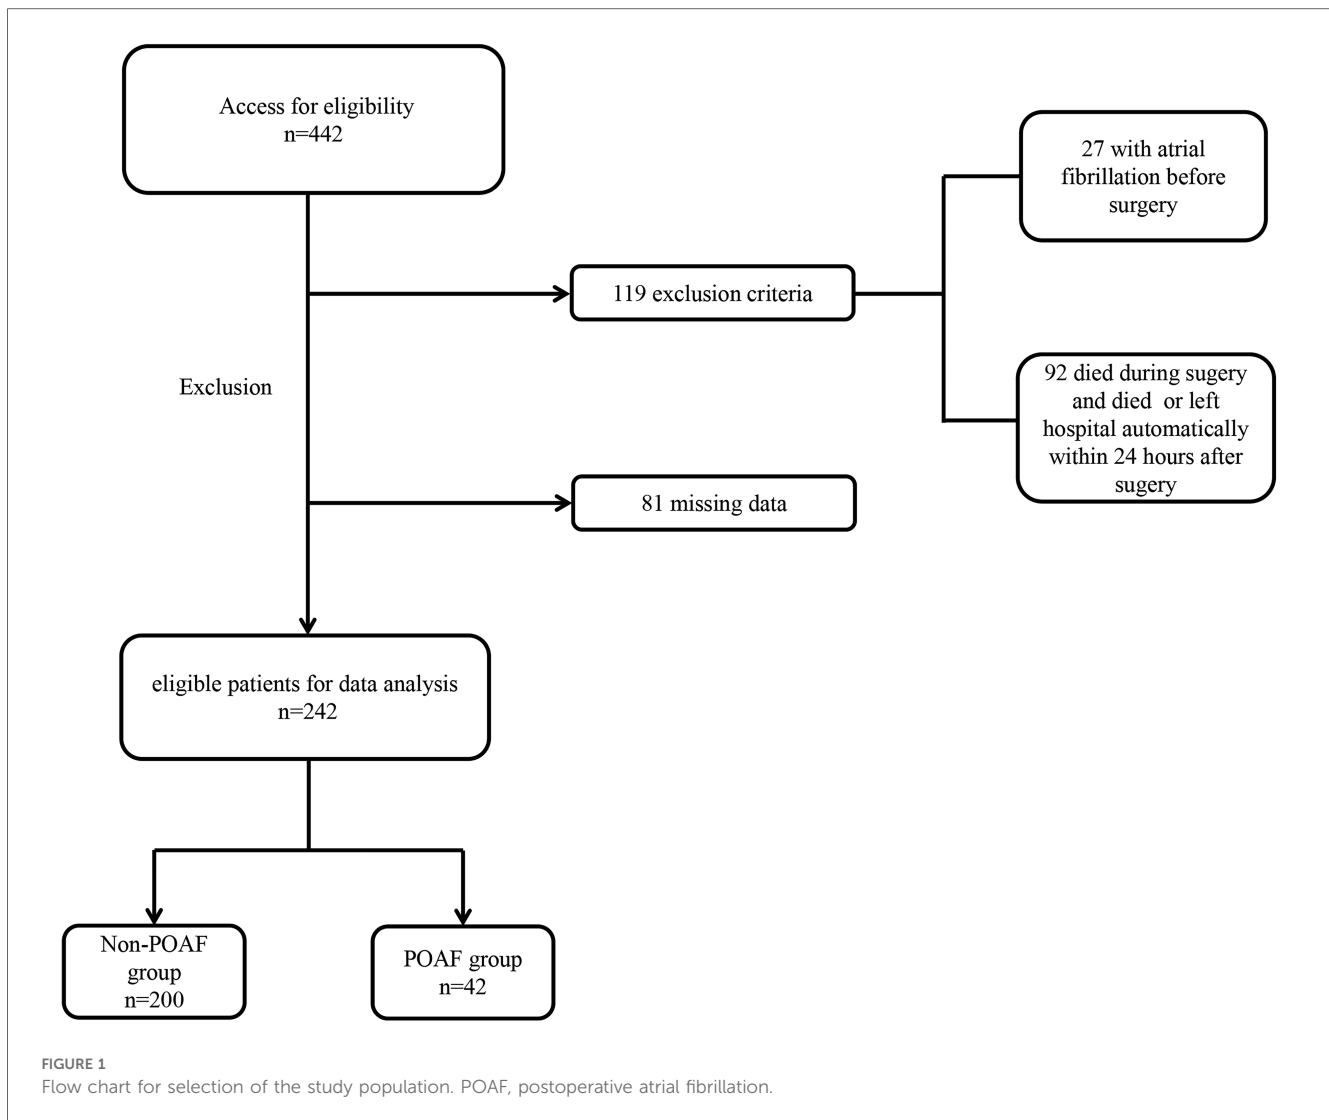 Access for eligibility
n=442
27 with atrial
fibrillation before
surgery
119 exclusion criteria
Exclusion
92 died during sugery
and died or left
hospital automatically
within 24 hours after
sugery
81 missing data
eligible patients for data analysis
n=242
Non-POAF
group
n=200
POAF group
n=42
FIGURE 1
Flow chart for selection of the study population. POAF, postoperative atrial fibrillation.